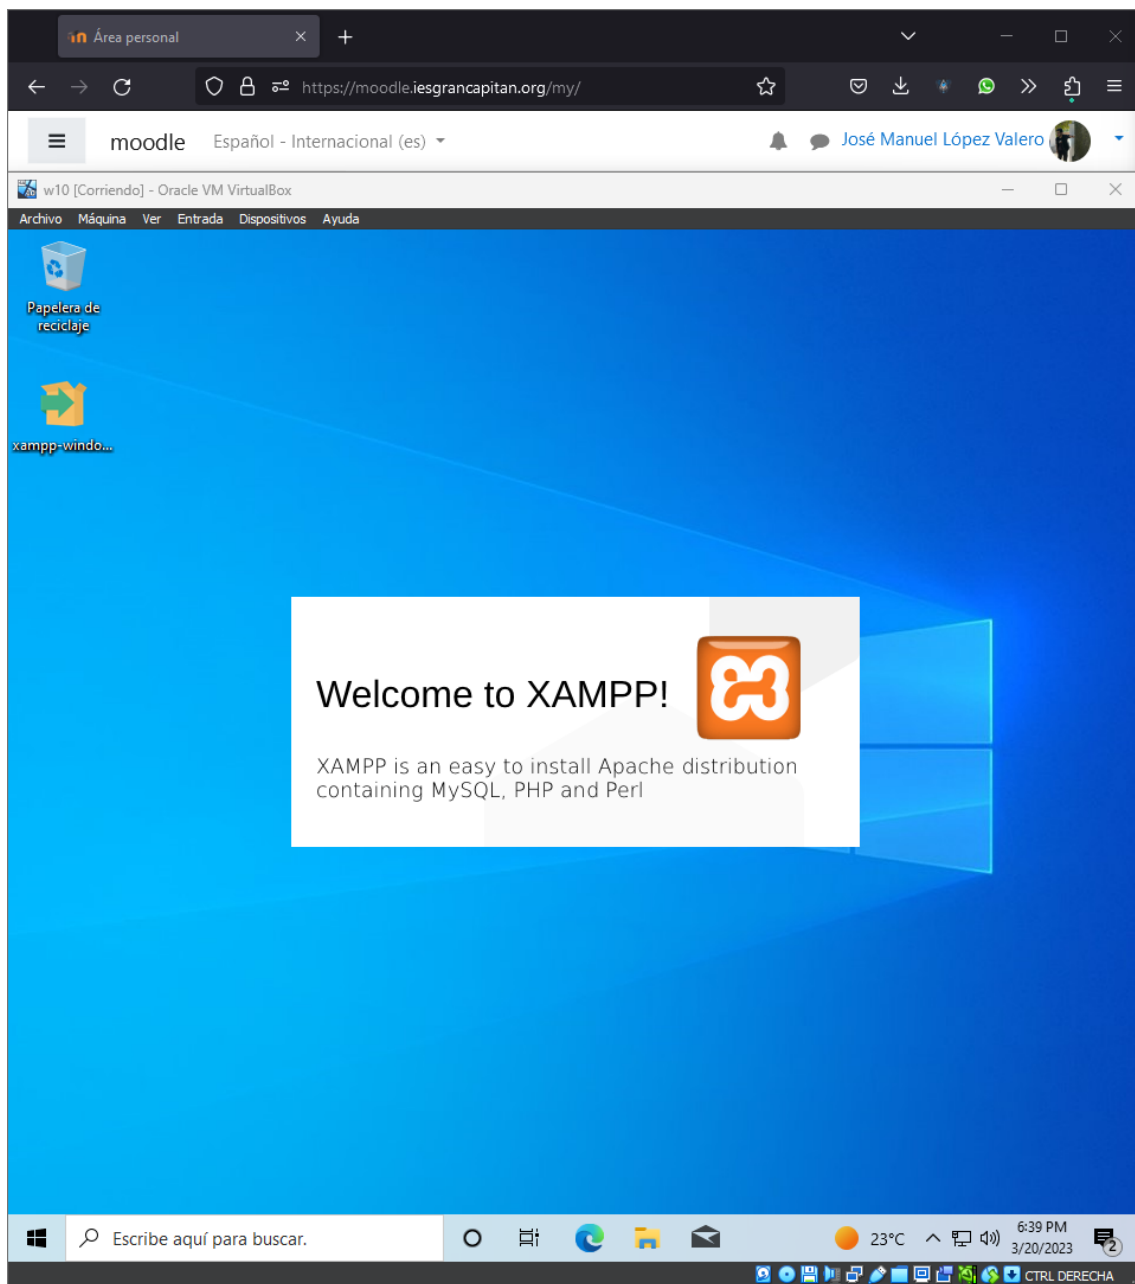 Área personal
https://moodle.iesgrancapitan.org/my/
moodle Español - Internacional (es) José Manuel López Valero
w10 [Corriendo] - Oracle VM VirtualBox
Archivo Máquina Ver Entrada Dispositivos Ayuda
Papelera de
reciclaje
xampp-windo...
Welcome to XAMPP!
XAMPP is an easy to install Apache distribution
containing MySQL, PHP and Perl
Escribe aquí para buscar.
23°C
6:39 PM
3/20/2023
2
CTRL DERECHA